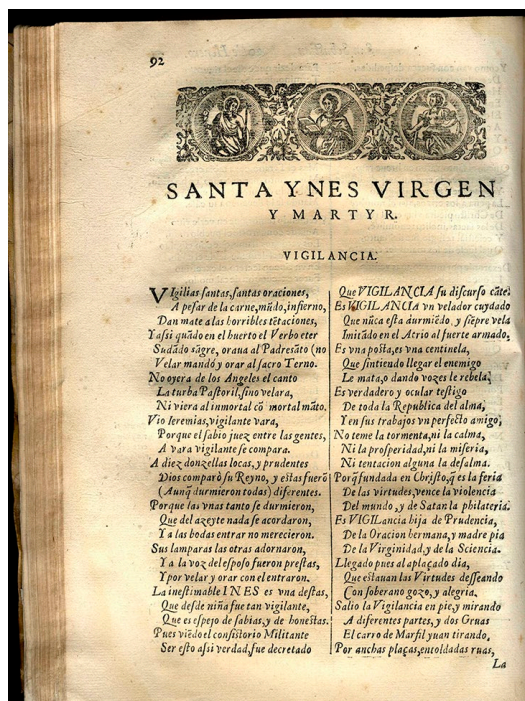 92
SANTA YNES VIRGEN
Y MARTYR.
VIGILANCIA.
VIgilias santas, santas oraciones,
A pesar de la carne, mũdo, infierno,
Dan mate a las horribles tẽtaciones,
Y assi quãdo en el huerto el Verbo eter
Sudãdo sãgre, oraua al Padre sãto (no
Velar mandó y orar al sacro Terno.
No oyera de los Angeles el canto
La turba Pastoril, sino velara,
Ni viera al inmortal cõ mortal mãto.
Vio Ieremias, vigilante vara,
Porque el sabio juez entre las gentes,
A vara vigilante se compara.
A diez donzellas locas, y prudentes
Dios comparò su Reyno, y estas fuerõ
(Aunq̃ durmieron todas) diferentes.
Porque las vnas tanto se durmieron,
Que del azeyte nada se acordaron,
Y a las bodas entrar no merecieron.
Sus lamparas las otras adornaron,
Y a la voz del esposo fueron prestas,
Y por velar y orar con el entraron.
La inestimable INES es vna destas,
Que desde niña fue tan vigilante,
Que es espejo de sabias, y de honestas.
Pues viẽdo el consistorio Militante
Ser esto assi verdad, fue decretado
Que VIGILANCIA su discurso cãte.
Es VIGILANCIA vn velador cuydado
Que nũca esta durmiẽdo, y siẽpre vela
Imitado en el Atrio al fuerte armado.
Es vna posta, es vna centinela,
Que sintiendo llegar el enemigo
Le mata, o dando vozes le rebela.
Es verdadero y ocular testigo
De toda la Republica del alma,
Y en sus trabajos vn perfecto amigo,
No teme la tormenta, ni la calma,
Ni la prosperidad, ni la miseria,
Ni tentacion alguna la desalma.
Porq̃ fundada en Christo, q̃ es la feria
De las virtudes, vence la violencia
Del mundo, y de Satan la philateria.
Es VIGILancia hija de Prudencia,
De la Oracion hermana, y madre pia
De la Virginidad, y de la Sciencia.
Llegado pues al aplaçado dia,
Que estauan las Virtudes desseando
Con soberano gozo, y alegria.
Salio la Vigilancia en pie, y mirando
A diferentes partes, y dos Gruas
El carro de Marfil yuan tirando.
Por anchas plaças, entoldadas ruas,
La